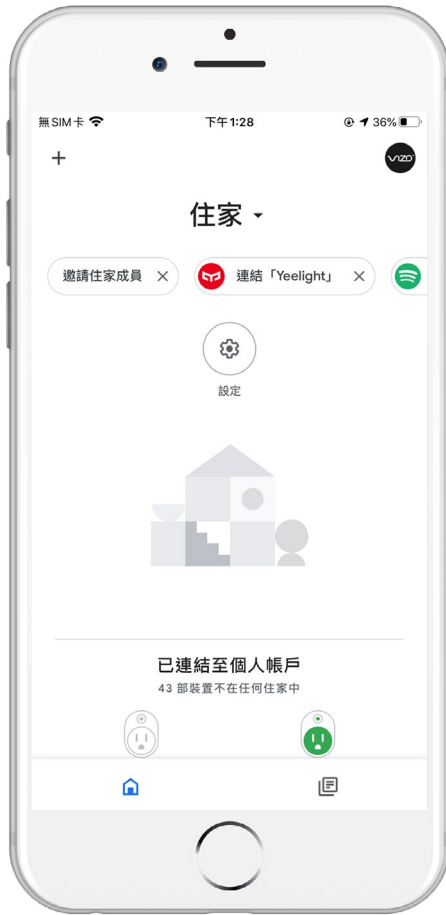 無SIM卡 下午1:28 36%
VIZO
住家
邀請住家成員 連結「Yeelight」
設定
已連結至個人帳戶
43 部裝置不在任何住家中